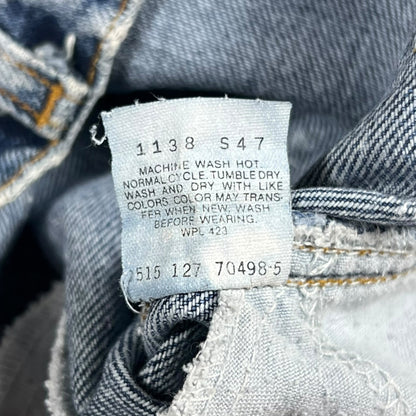 1138 S47
MACHINE WASH HOT.
NORMAL CYCLE. TUMBLE DRY.
WASH AND DRY WITH LIKE
COLORS. COLOR MAY TRANS-
FER WHEN NEW. WASH
BEFORE WEARING.
WPL 423
515 127 70498-5